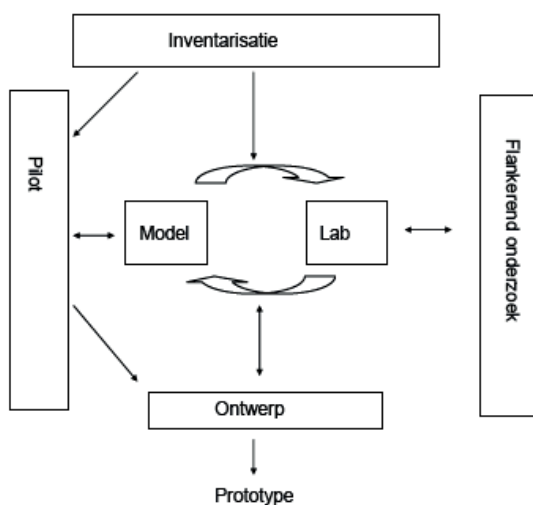 Inventarisatie
Pilot
Model
Lab
Flankerend onderzoek
Ontwerp
Prototype